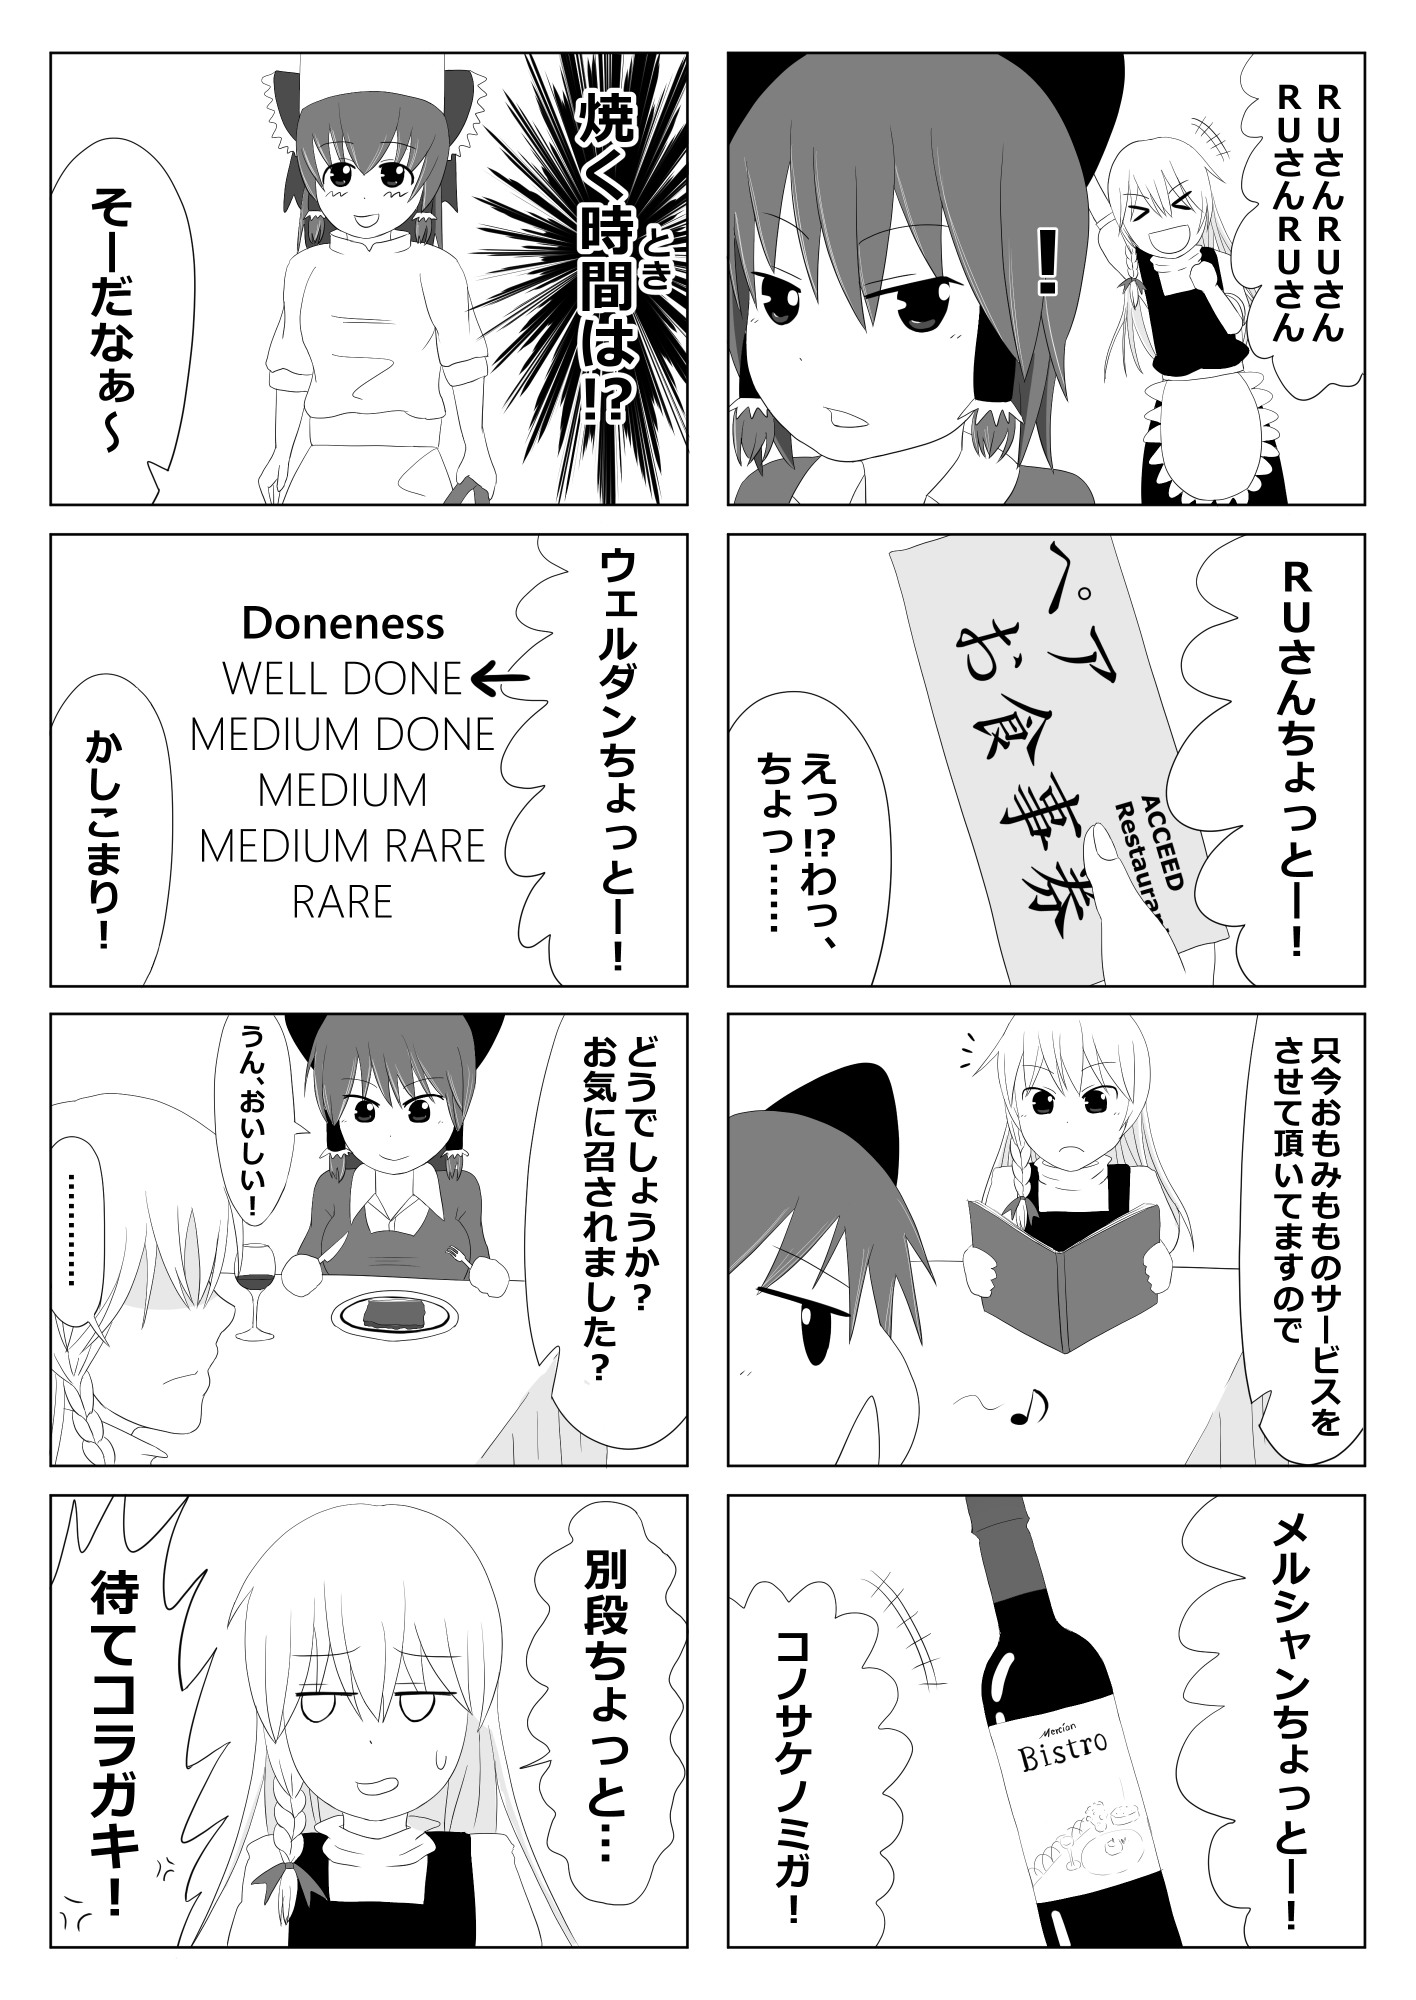 RUさんRUさん
RUさんRUさん
！
RUさんちょっとー！
ペア
お食事券
ACCEED
Restauran
えっ!?わっ、
ちょっ……
只今おもみもものサービスを
させて頂いてますので
メルシャンちょっとー！
Mercian
Bistro
コノサケノミガ！
焼く時間は!?
とき
そーだなぁ～
ウェルダンちょっとー！
Doneness
WELL DONE
MEDIUM DONE
MEDIUM
MEDIUM RARE
RARE
かしこまり！
どうでしょうか？
お気に召されました？
うん、おいしい！
…………
別段ちょっと…
待てコラガキ！